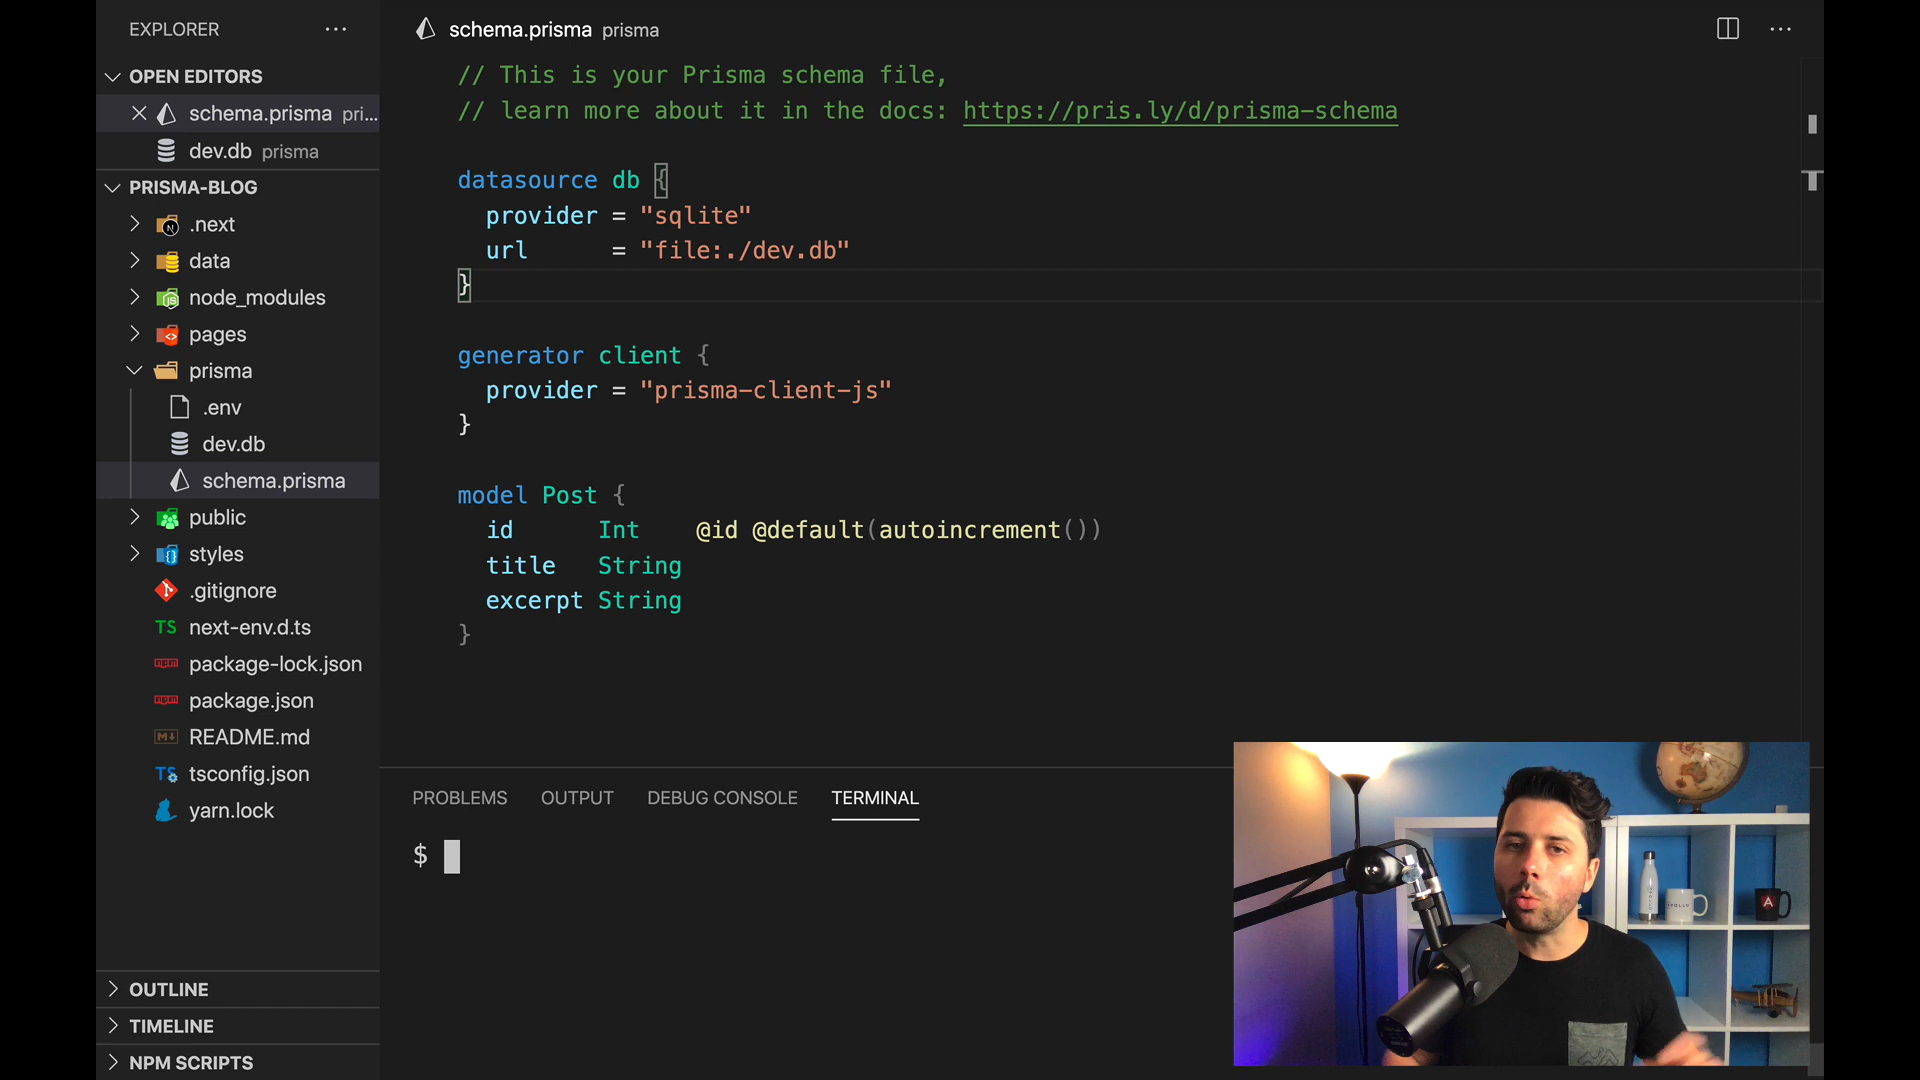 EXPLORER
OPEN EDITORS
schema.prisma pri...
dev.db prisma
PRISMA-BLOG
.next
data
node_modules
pages
prisma
.env
dev.db
schema.prisma
public
styles
.gitignore
TS next-env.d.ts
package-lock.json
package.json
README.md
TS tsconfig.json
yarn.lock
OUTLINE
TIMELINE
NPM SCRIPTS
schema.prisma prisma
// This is your Prisma schema file,
// learn more about it in the docs: https://pris.ly/d/prisma-schema
datasource db {
provider = "sqlite"
url = "file:./dev.db"
}
generator client {
provider = "prisma-client-js"
}
model Post {
id Int @id @default(autoincrement())
title String
excerpt String
}
PROBLEMS OUTPUT DEBUG CONSOLE TERMINAL
$
A